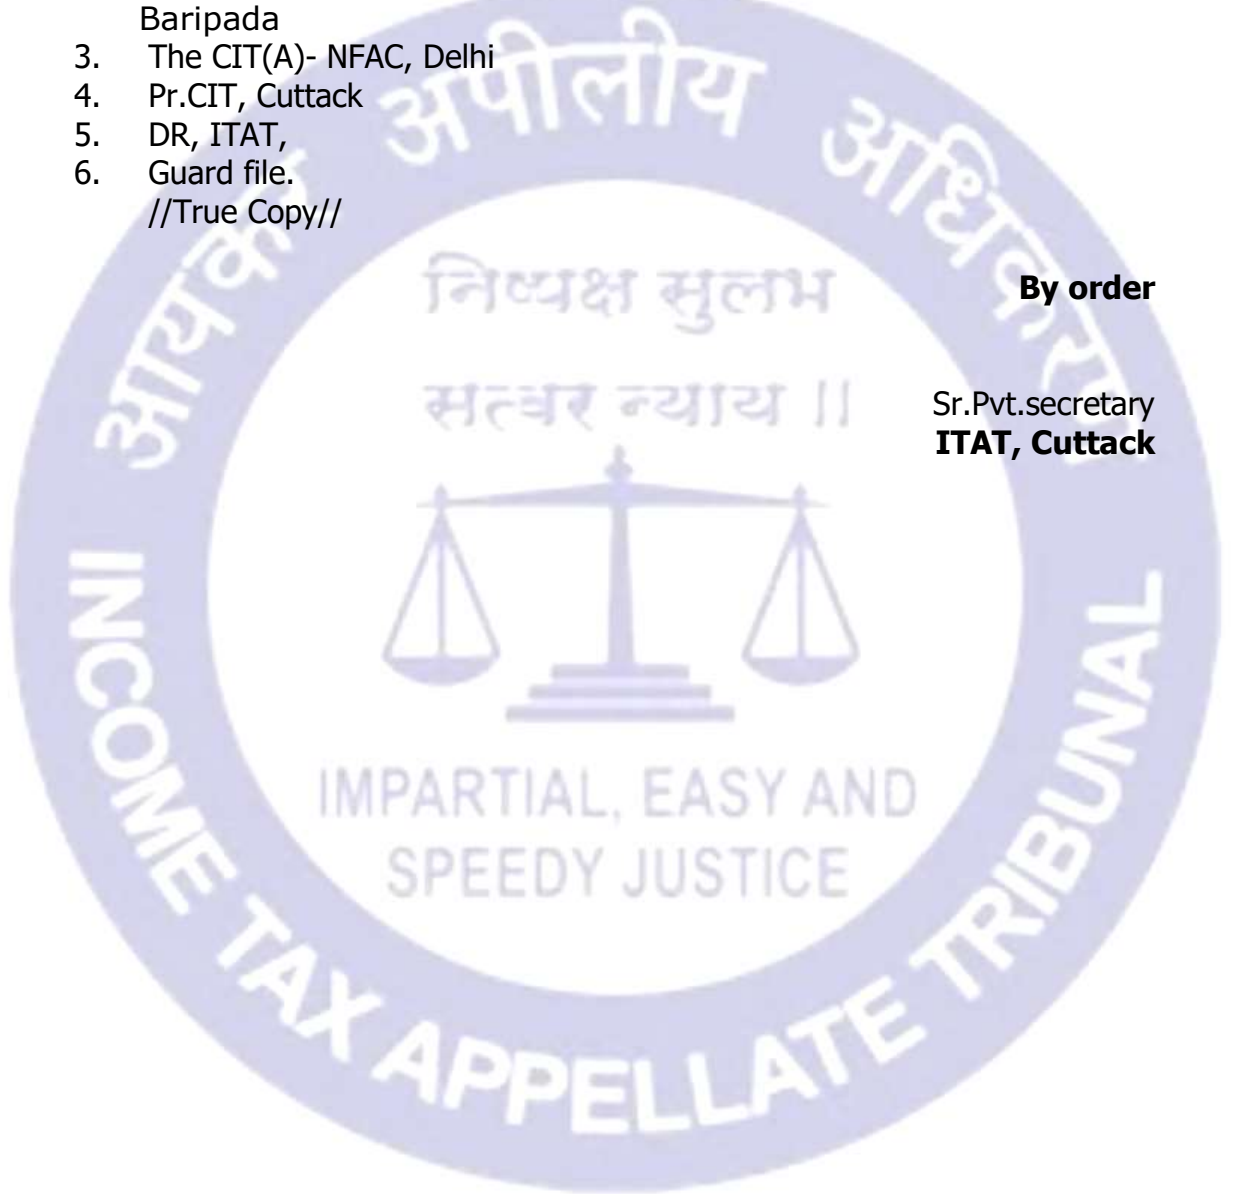 Baripada
3. The CIT(A)- NFAC, Delhi
4. Pr.CIT, Cuttack
5. DR, ITAT,
6. Guard file.
//True Copy//
By order
Sr.Pvt.secretary
ITAT, Cuttack
आयकर अपीलीय अधिकरण
निष्पक्ष सुलभ
सत्वर न्याय ||
IMPARTIAL, EASY AND
SPEEDY JUSTICE
INCOME TAX APPELLATE TRIBUNAL